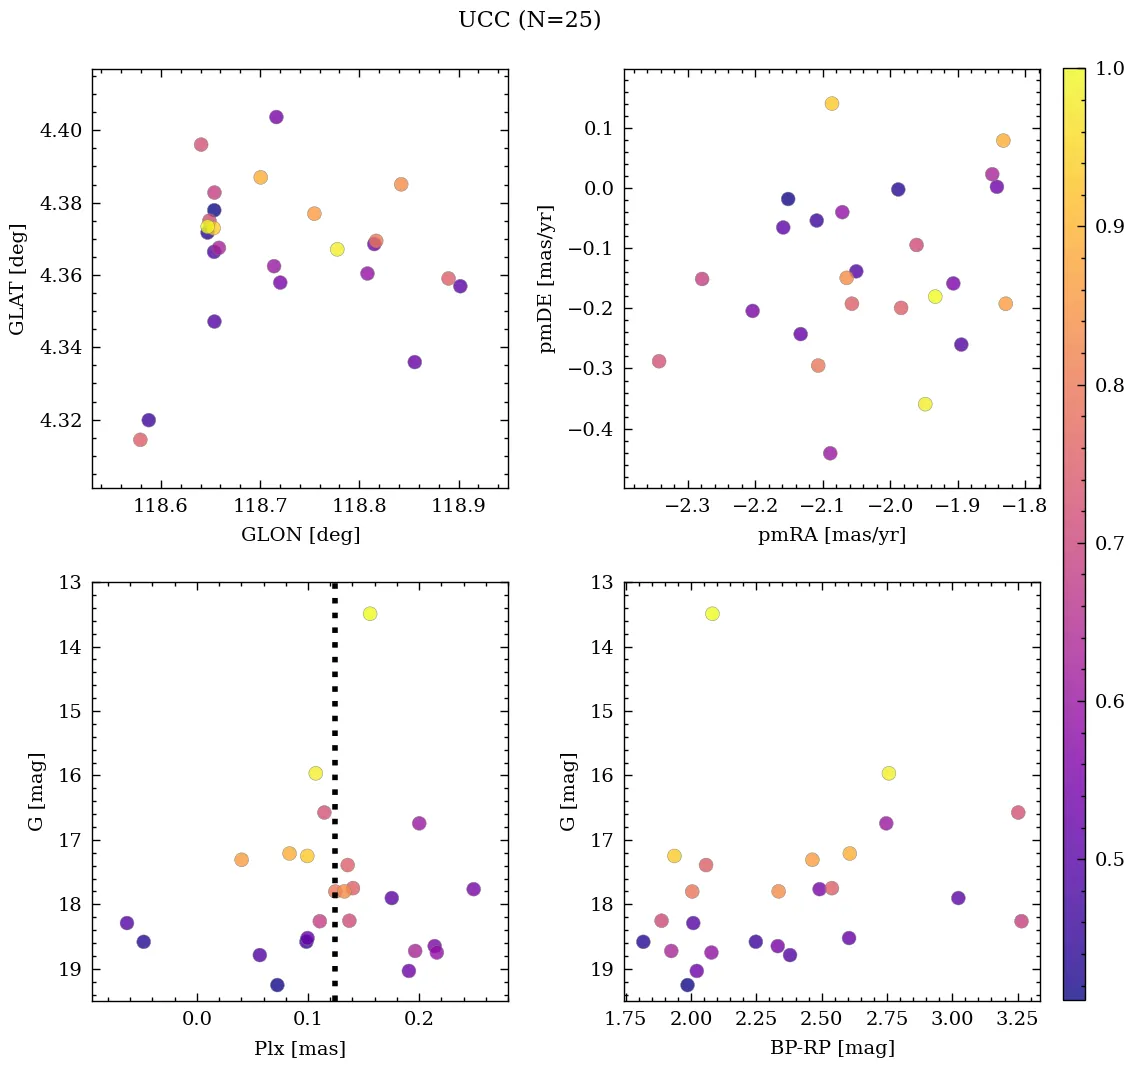 UCC (N=25)
4.40
4.38
4.36
4.34
4.32
118.6 118.7 118.8 118.9
GLON [deg]
GLAT [deg]
0.1
0.0
−0.1
−0.2
−0.3
−0.4
−2.3 −2.2 −2.1 −2.0 −1.9 −1.8
pmRA [mas/yr]
pmDE [mas/yr]
1.0
0.9
0.8
0.7
0.6
0.5
13
14
15
16
17
18
19
0.0 0.1 0.2
Plx [mas]
G [mag]
13
14
15
16
17
18
19
1.75 2.00 2.25 2.50 2.75 3.00 3.25
BP-RP [mag]
G [mag]